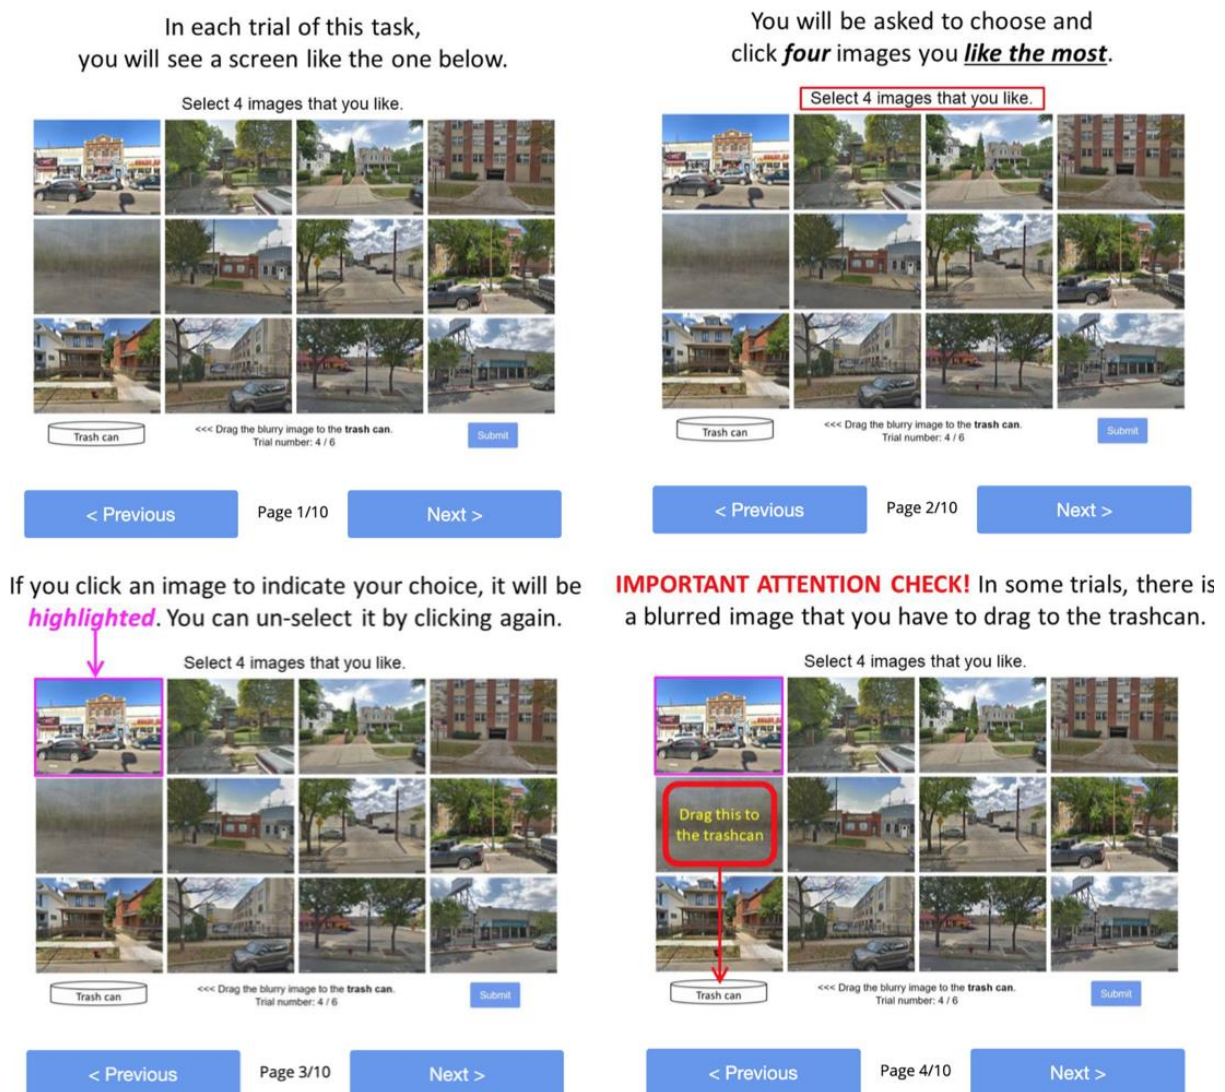 In each trial of this task,
you will see a screen like the one below.
Select 4 images that you like.
Trash can
<<< Drag the blurry image to the trash can.
Trial number: 4 / 6
Submit
< Previous
Page 1/10
Next >
You will be asked to choose and
click four images you like the most.
Select 4 images that you like.
Trash can
<<< Drag the blurry image to the trash can.
Trial number: 4 / 6
Submit
< Previous
Page 2/10
Next >
If you click an image to indicate your choice, it will be
highlighted. You can un-select it by clicking again.
Select 4 images that you like.
Trash can
<<< Drag the blurry image to the trash can.
Trial number: 4 / 6
Submit
< Previous
Page 3/10
Next >
IMPORTANT ATTENTION CHECK! In some trials, there is
a blurred image that you have to drag to the trashcan.
Select 4 images that you like.
Drag this to
the trashcan
Trash can
<<< Drag the blurry image to the trash can.
Trial number: 4 / 6
Submit
< Previous
Page 4/10
Next >